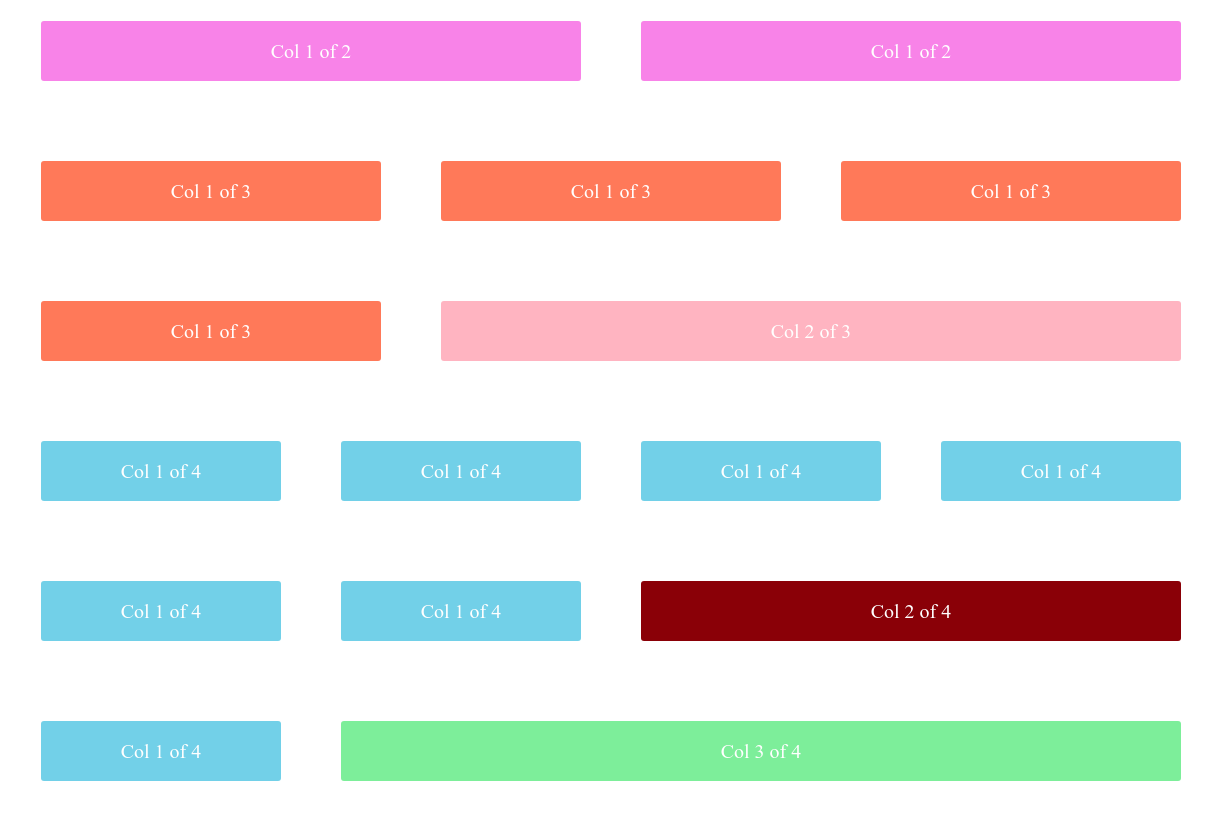 Col 1 of 2 Col 1 of 2
Col 1 of 3 Col 1 of 3 Col 1 of 3
Col 1 of 3 Col 2 of 3
Col 1 of 4 Col 1 of 4 Col 1 of 4 Col 1 of 4
Col 1 of 4 Col 1 of 4 Col 2 of 4
Col 1 of 4 Col 3 of 4